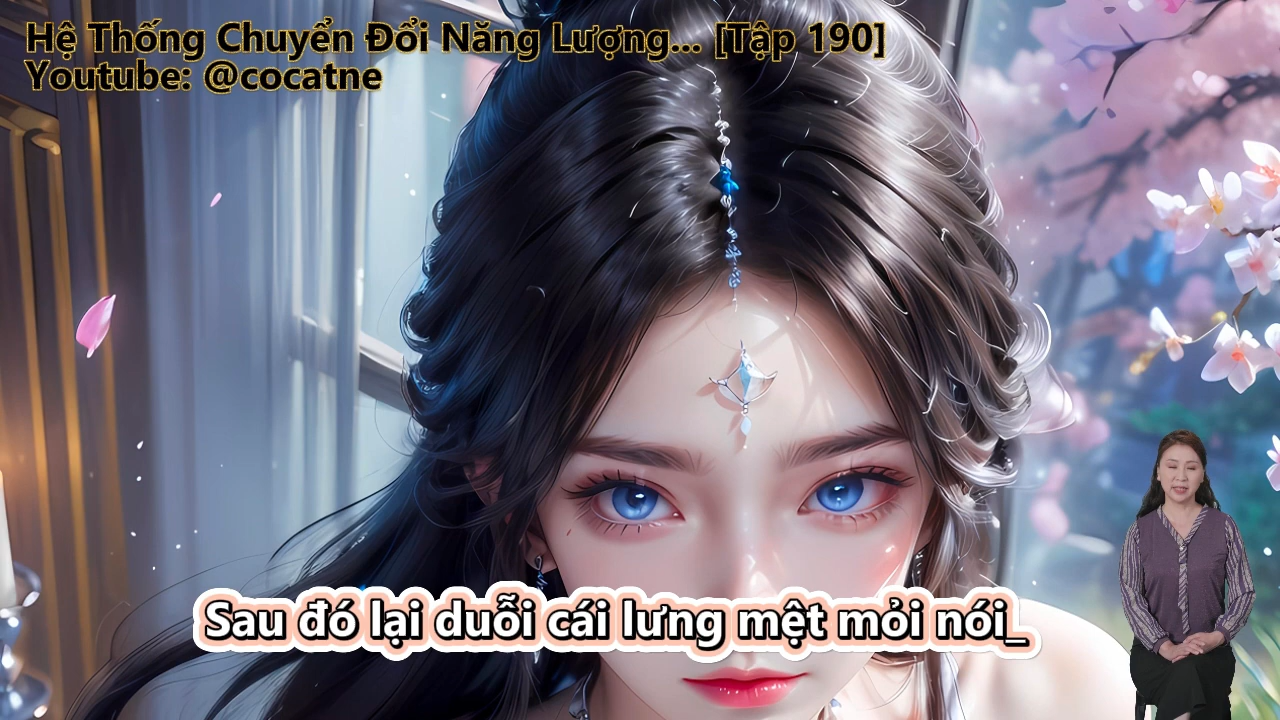 Hệ Thống Chuyển Đổi Năng Lượng... [Tập 190]
Youtube: @cocatne
Sau đó lại duỗi cái lưng mệt mỏi nói_